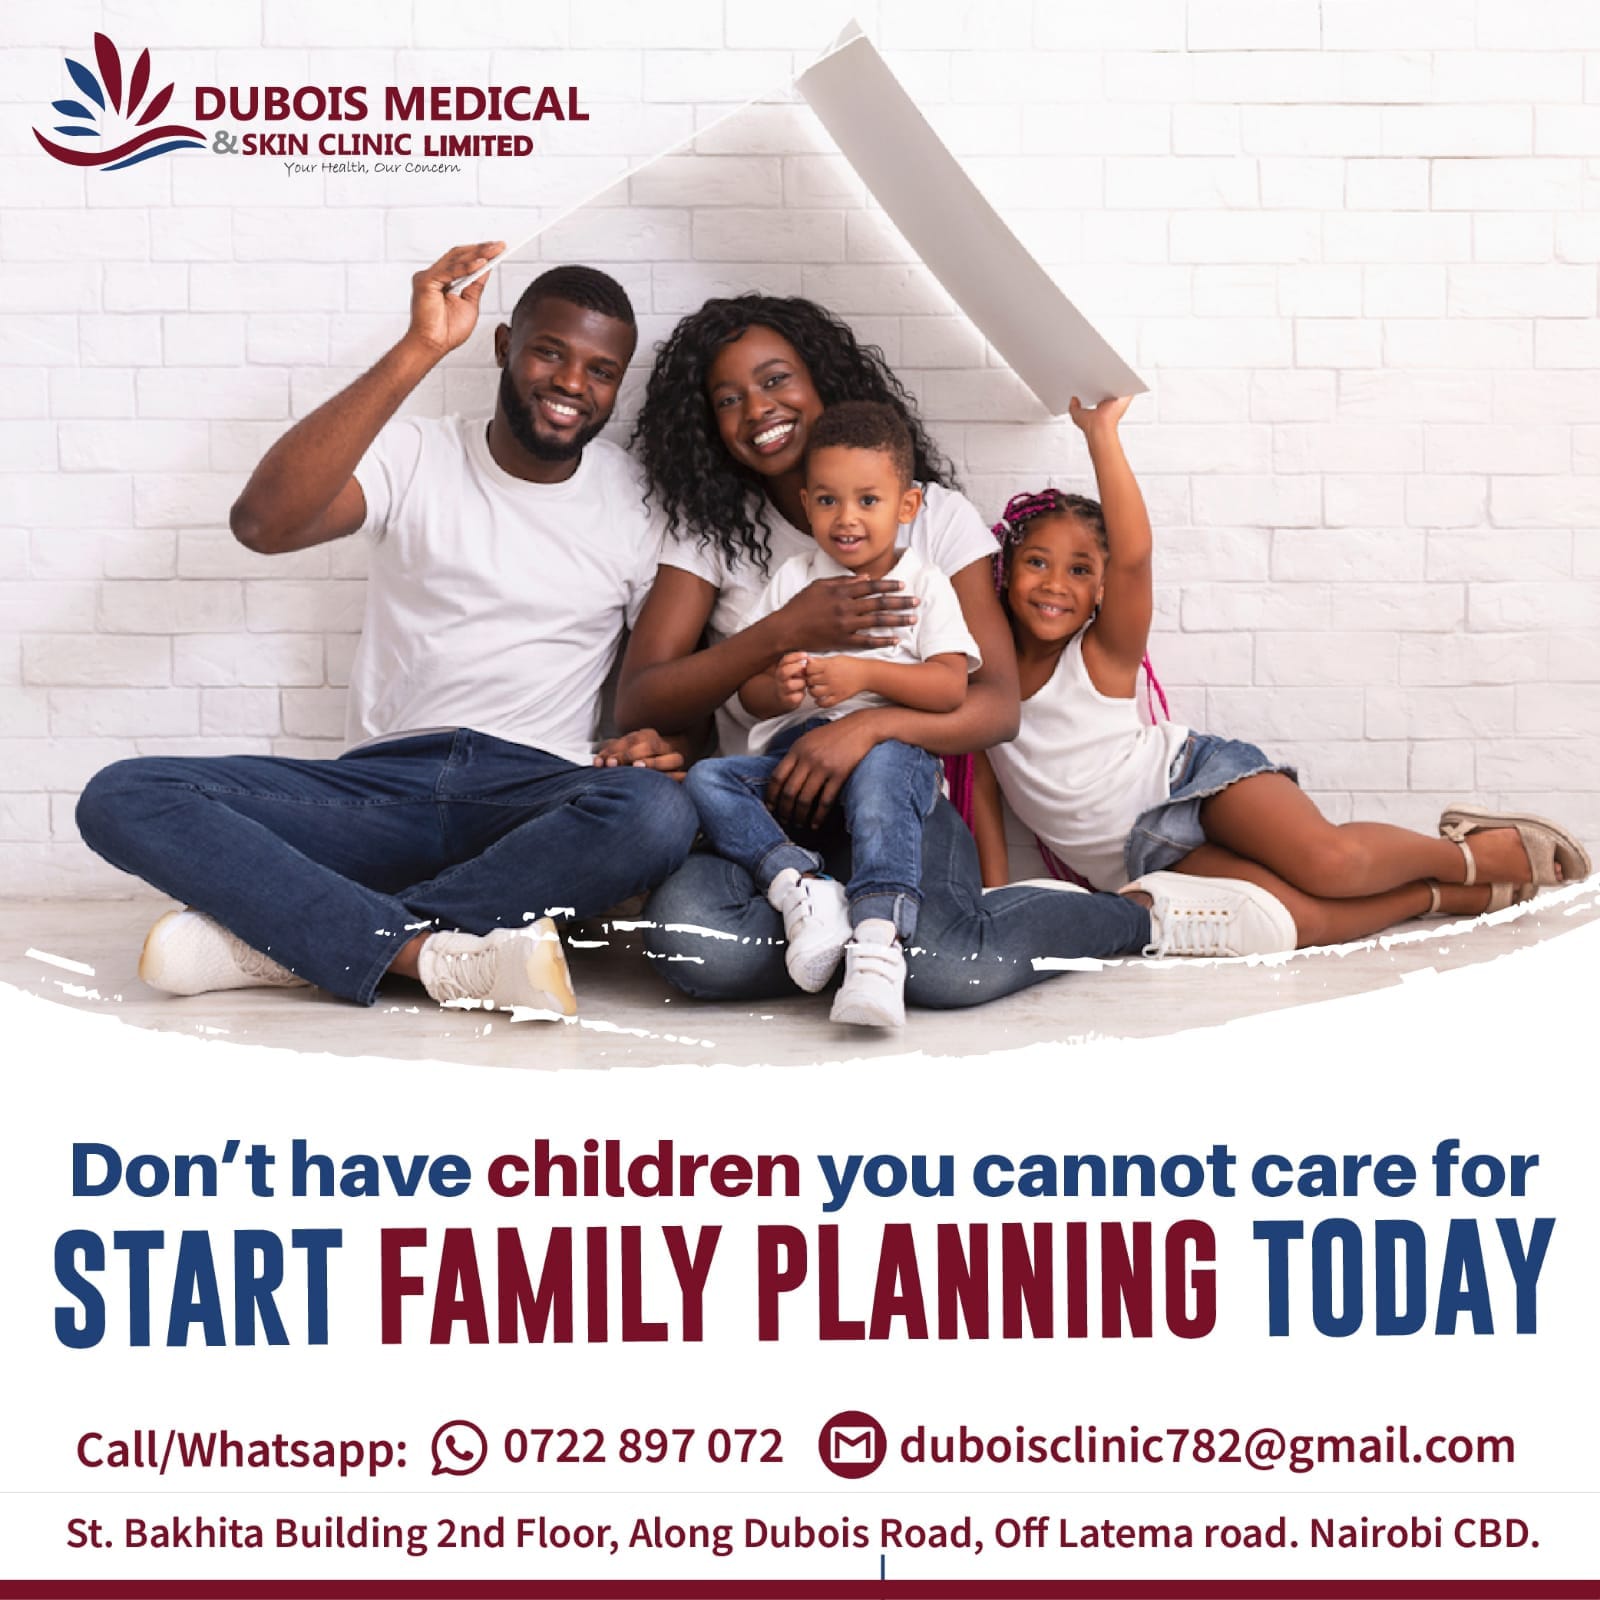 DUBOIS MEDICAL
& SKIN CLINIC LIMITED
Your Health, Our Concern
Don't have children you cannot care for
START FAMILY PLANNING TODAY
Call/Whatsapp: 0722 897 072 duboisclinic782@gmail.com
St. Bakhita Building 2nd Floor, Along Dubois Road, Off Latema road. Nairobi CBD.